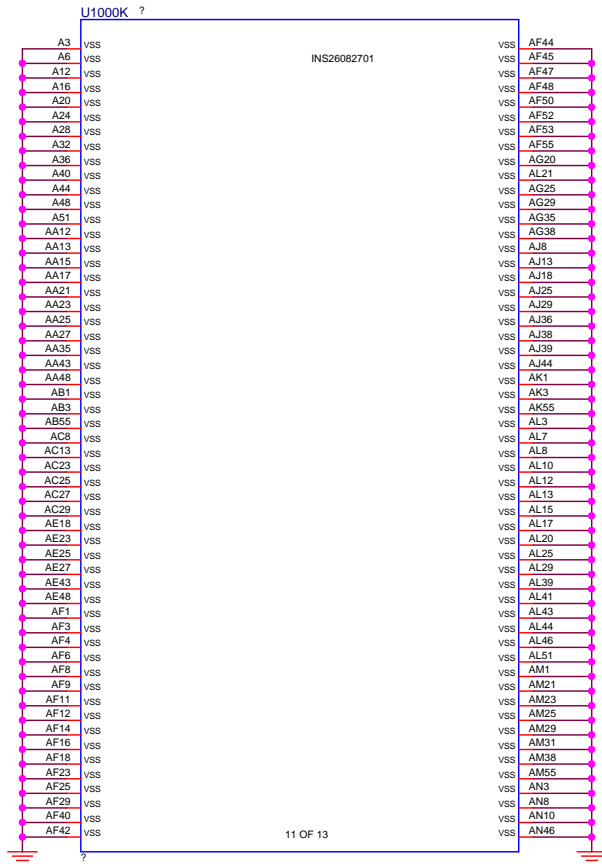 U1000K ?
A3 VSS VSS AF44
A6 VSS INS26082701 VSS AF45
A12 VSS VSS AF47
A16 VSS VSS AF48
A20 VSS VSS AF50
A24 VSS VSS AF52
A28 VSS VSS AF53
A32 VSS VSS AF55
A36 VSS VSS AG20
A40 VSS VSS AL21
A44 VSS VSS AG25
A48 VSS VSS AG29
A51 VSS VSS AG35
AA12 VSS VSS AG38
AA13 VSS VSS AJ8
AA15 VSS VSS AJ13
AA17 VSS VSS AJ18
AA21 VSS VSS AJ25
AA23 VSS VSS AJ29
AA25 VSS VSS AJ36
AA27 VSS VSS AJ38
AA35 VSS VSS AJ39
AA43 VSS VSS AJ44
AA48 VSS VSS AK1
AB1 VSS VSS AK3
AB3 VSS VSS AK55
AB55 VSS VSS AL3
AC8 VSS VSS AL7
AC13 VSS VSS AL8
AC23 VSS VSS AL10
AC25 VSS VSS AL12
AC27 VSS VSS AL13
AC29 VSS VSS AL15
AE18 VSS VSS AL17
AE23 VSS VSS AL20
AE25 VSS VSS AL25
AE27 VSS VSS AL29
AE43 VSS VSS AL39
AE48 VSS VSS AL41
AF1 VSS VSS AL43
AF3 VSS VSS AL44
AF4 VSS VSS AL46
AF6 VSS VSS AL51
AF8 VSS VSS AM1
AF9 VSS VSS AM21
AF11 VSS VSS AM23
AF12 VSS VSS AM25
AF14 VSS VSS AM29
AF16 VSS VSS AM31
AF18 VSS VSS AM38
AF23 VSS VSS AM55
AF25 VSS VSS AN3
AF29 VSS VSS AN8
AF40 VSS VSS AN10
AF42 VSS 11 OF 13 VSS AN46
?